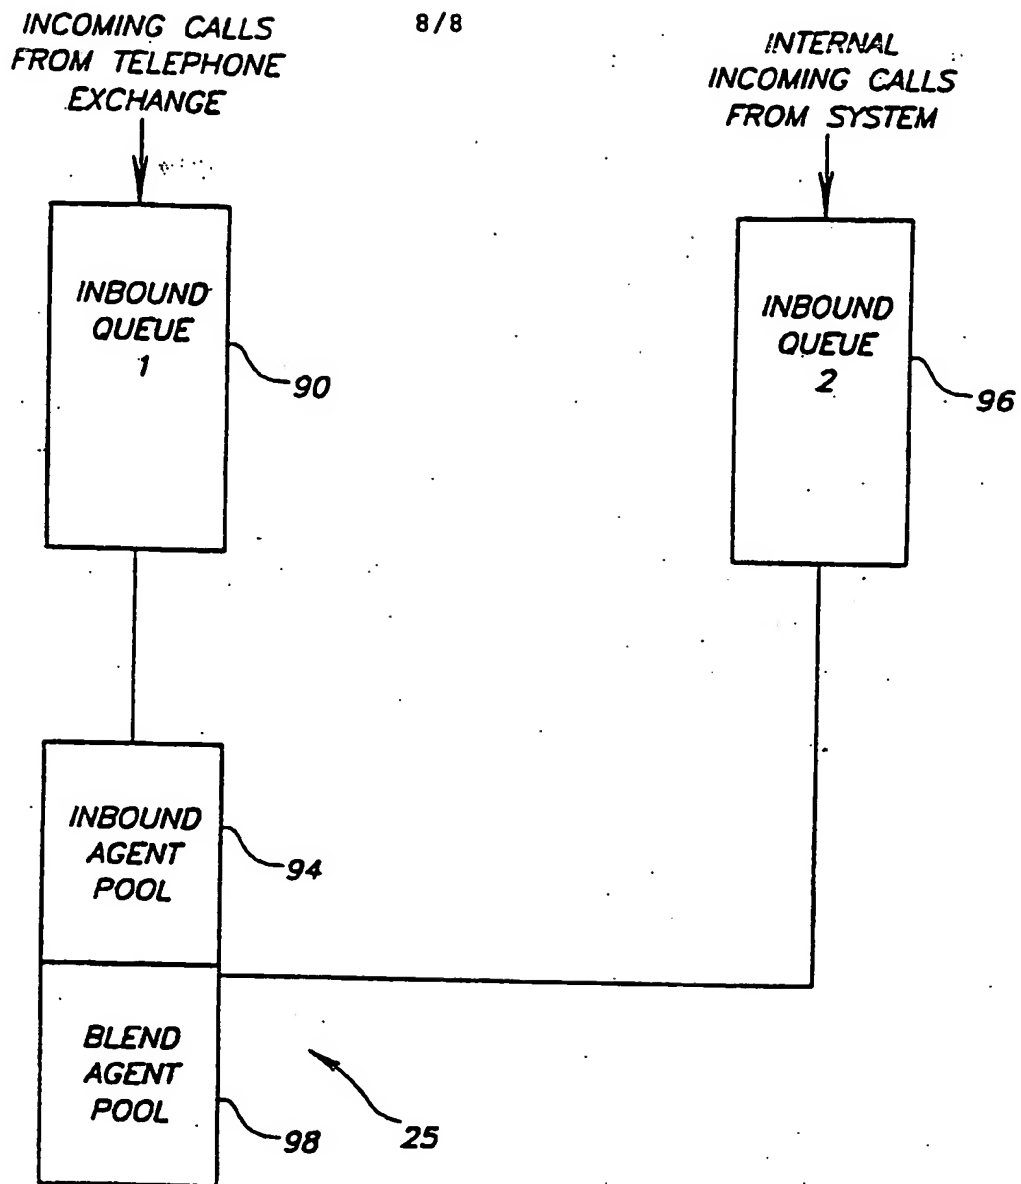 8/8
INCOMING CALLS
FROM TELEPHONE
EXCHANGE
INTERNAL
INCOMING CALLS
FROM SYSTEM
INBOUND
QUEUE
1
90
INBOUND
QUEUE
2
96
INBOUND
AGENT
POOL
94
BLEND
AGENT
POOL
98
25